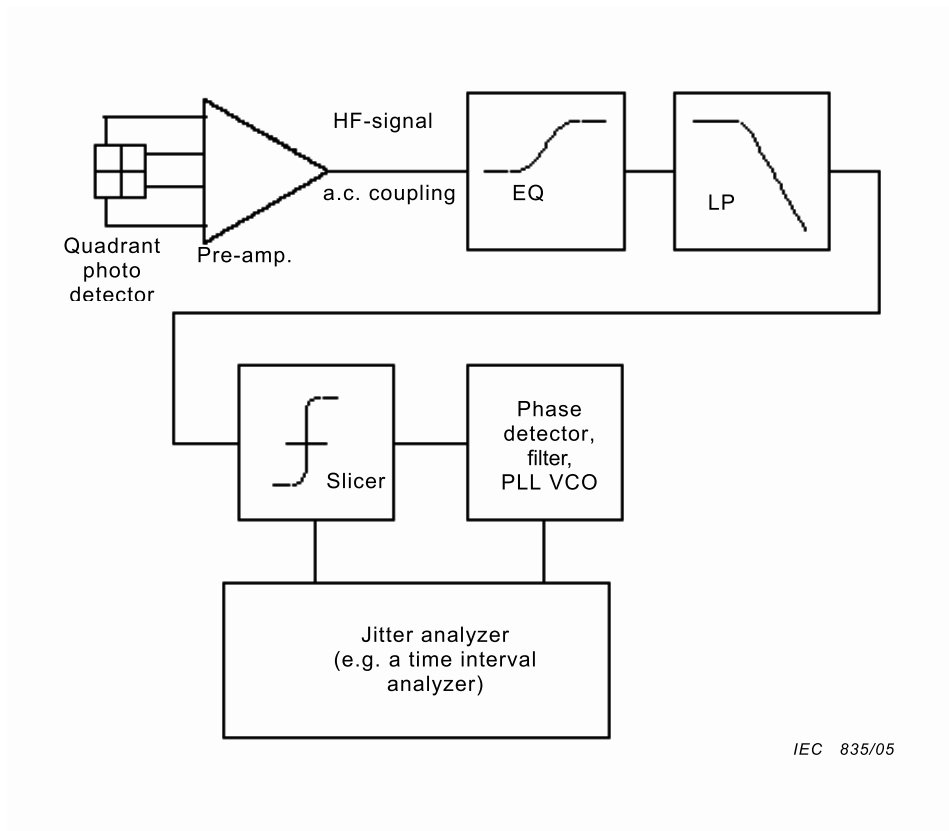 HF-signal
a.c. coupling
EQ
LP
Quadrant
photo
detector
Pre-amp.
Slicer
Phase
detector,
filter,
PLL VCO
Jitter analyzer
(e.g. a time interval
analyzer)
IEC 835/05